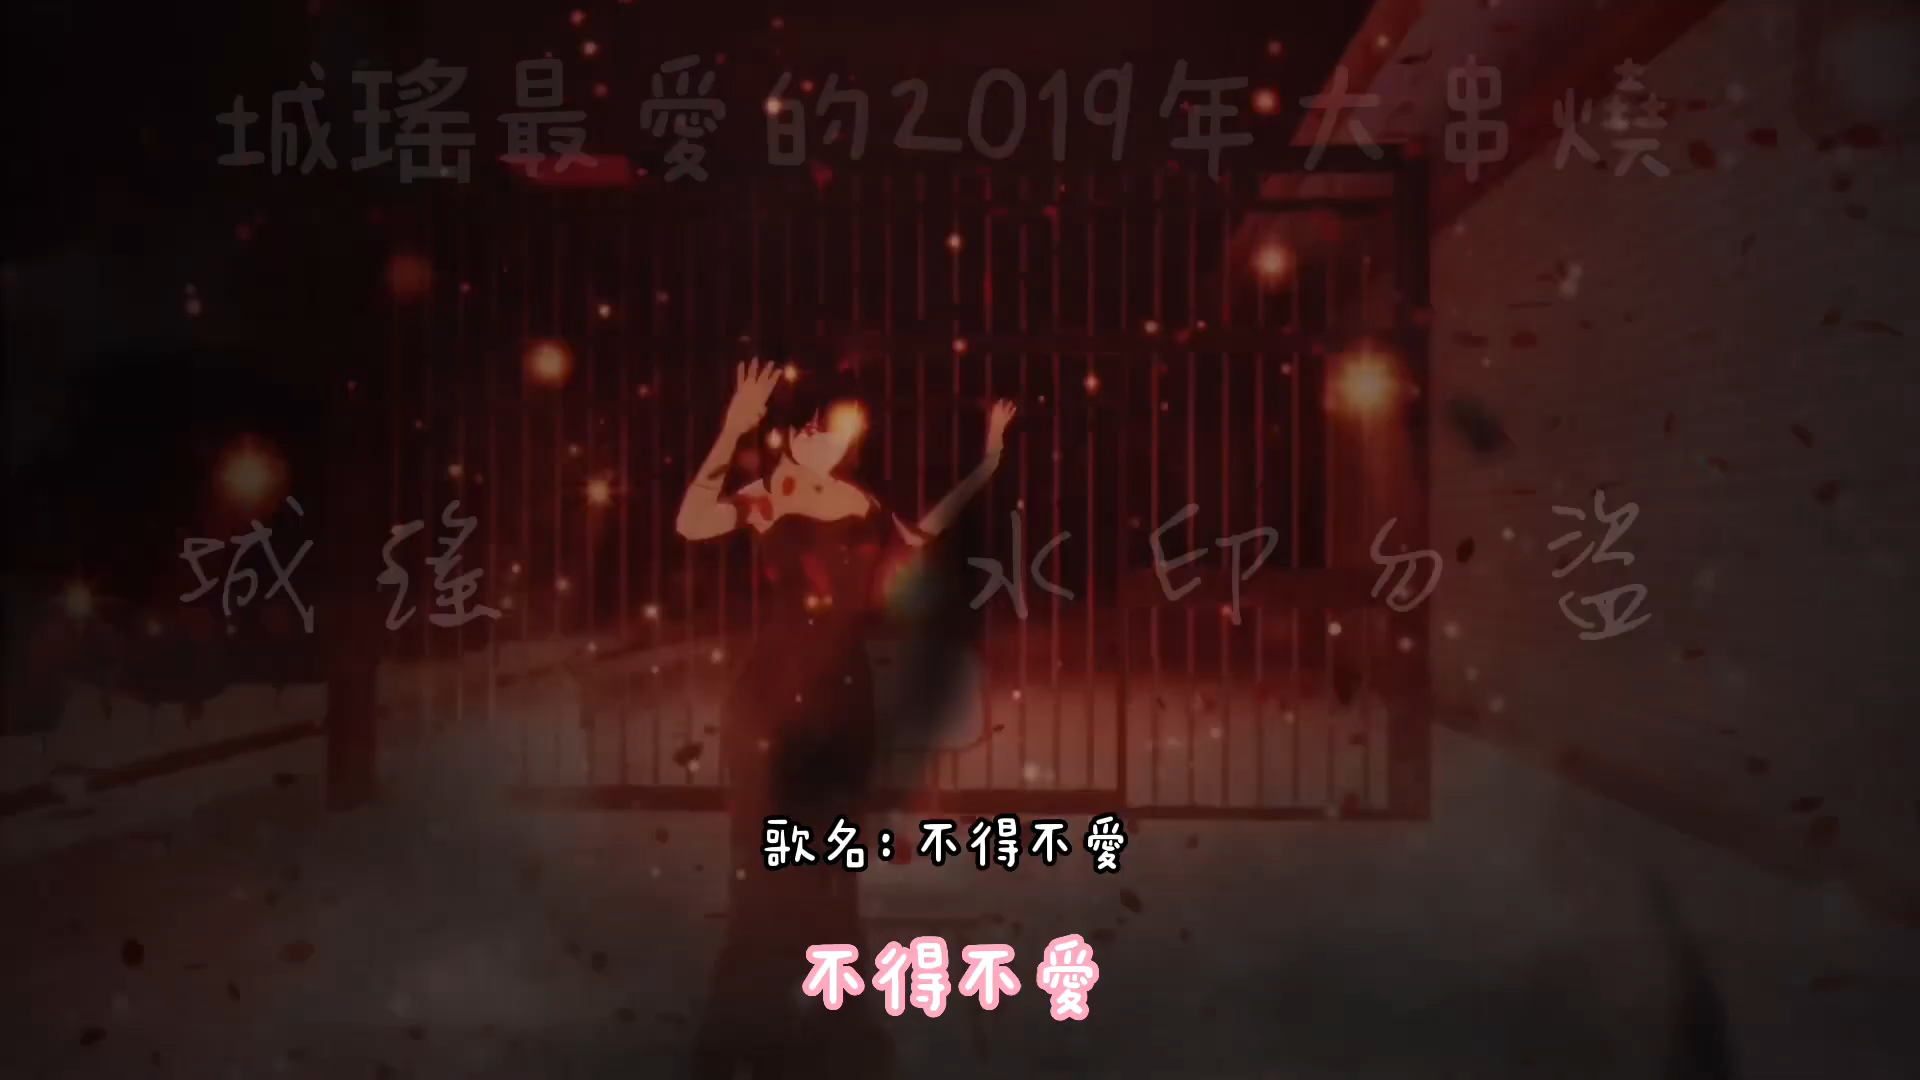 城瑤最愛的2019年大串燒
城瑤 水印勿盜
歌名：不得不愛
不得不愛